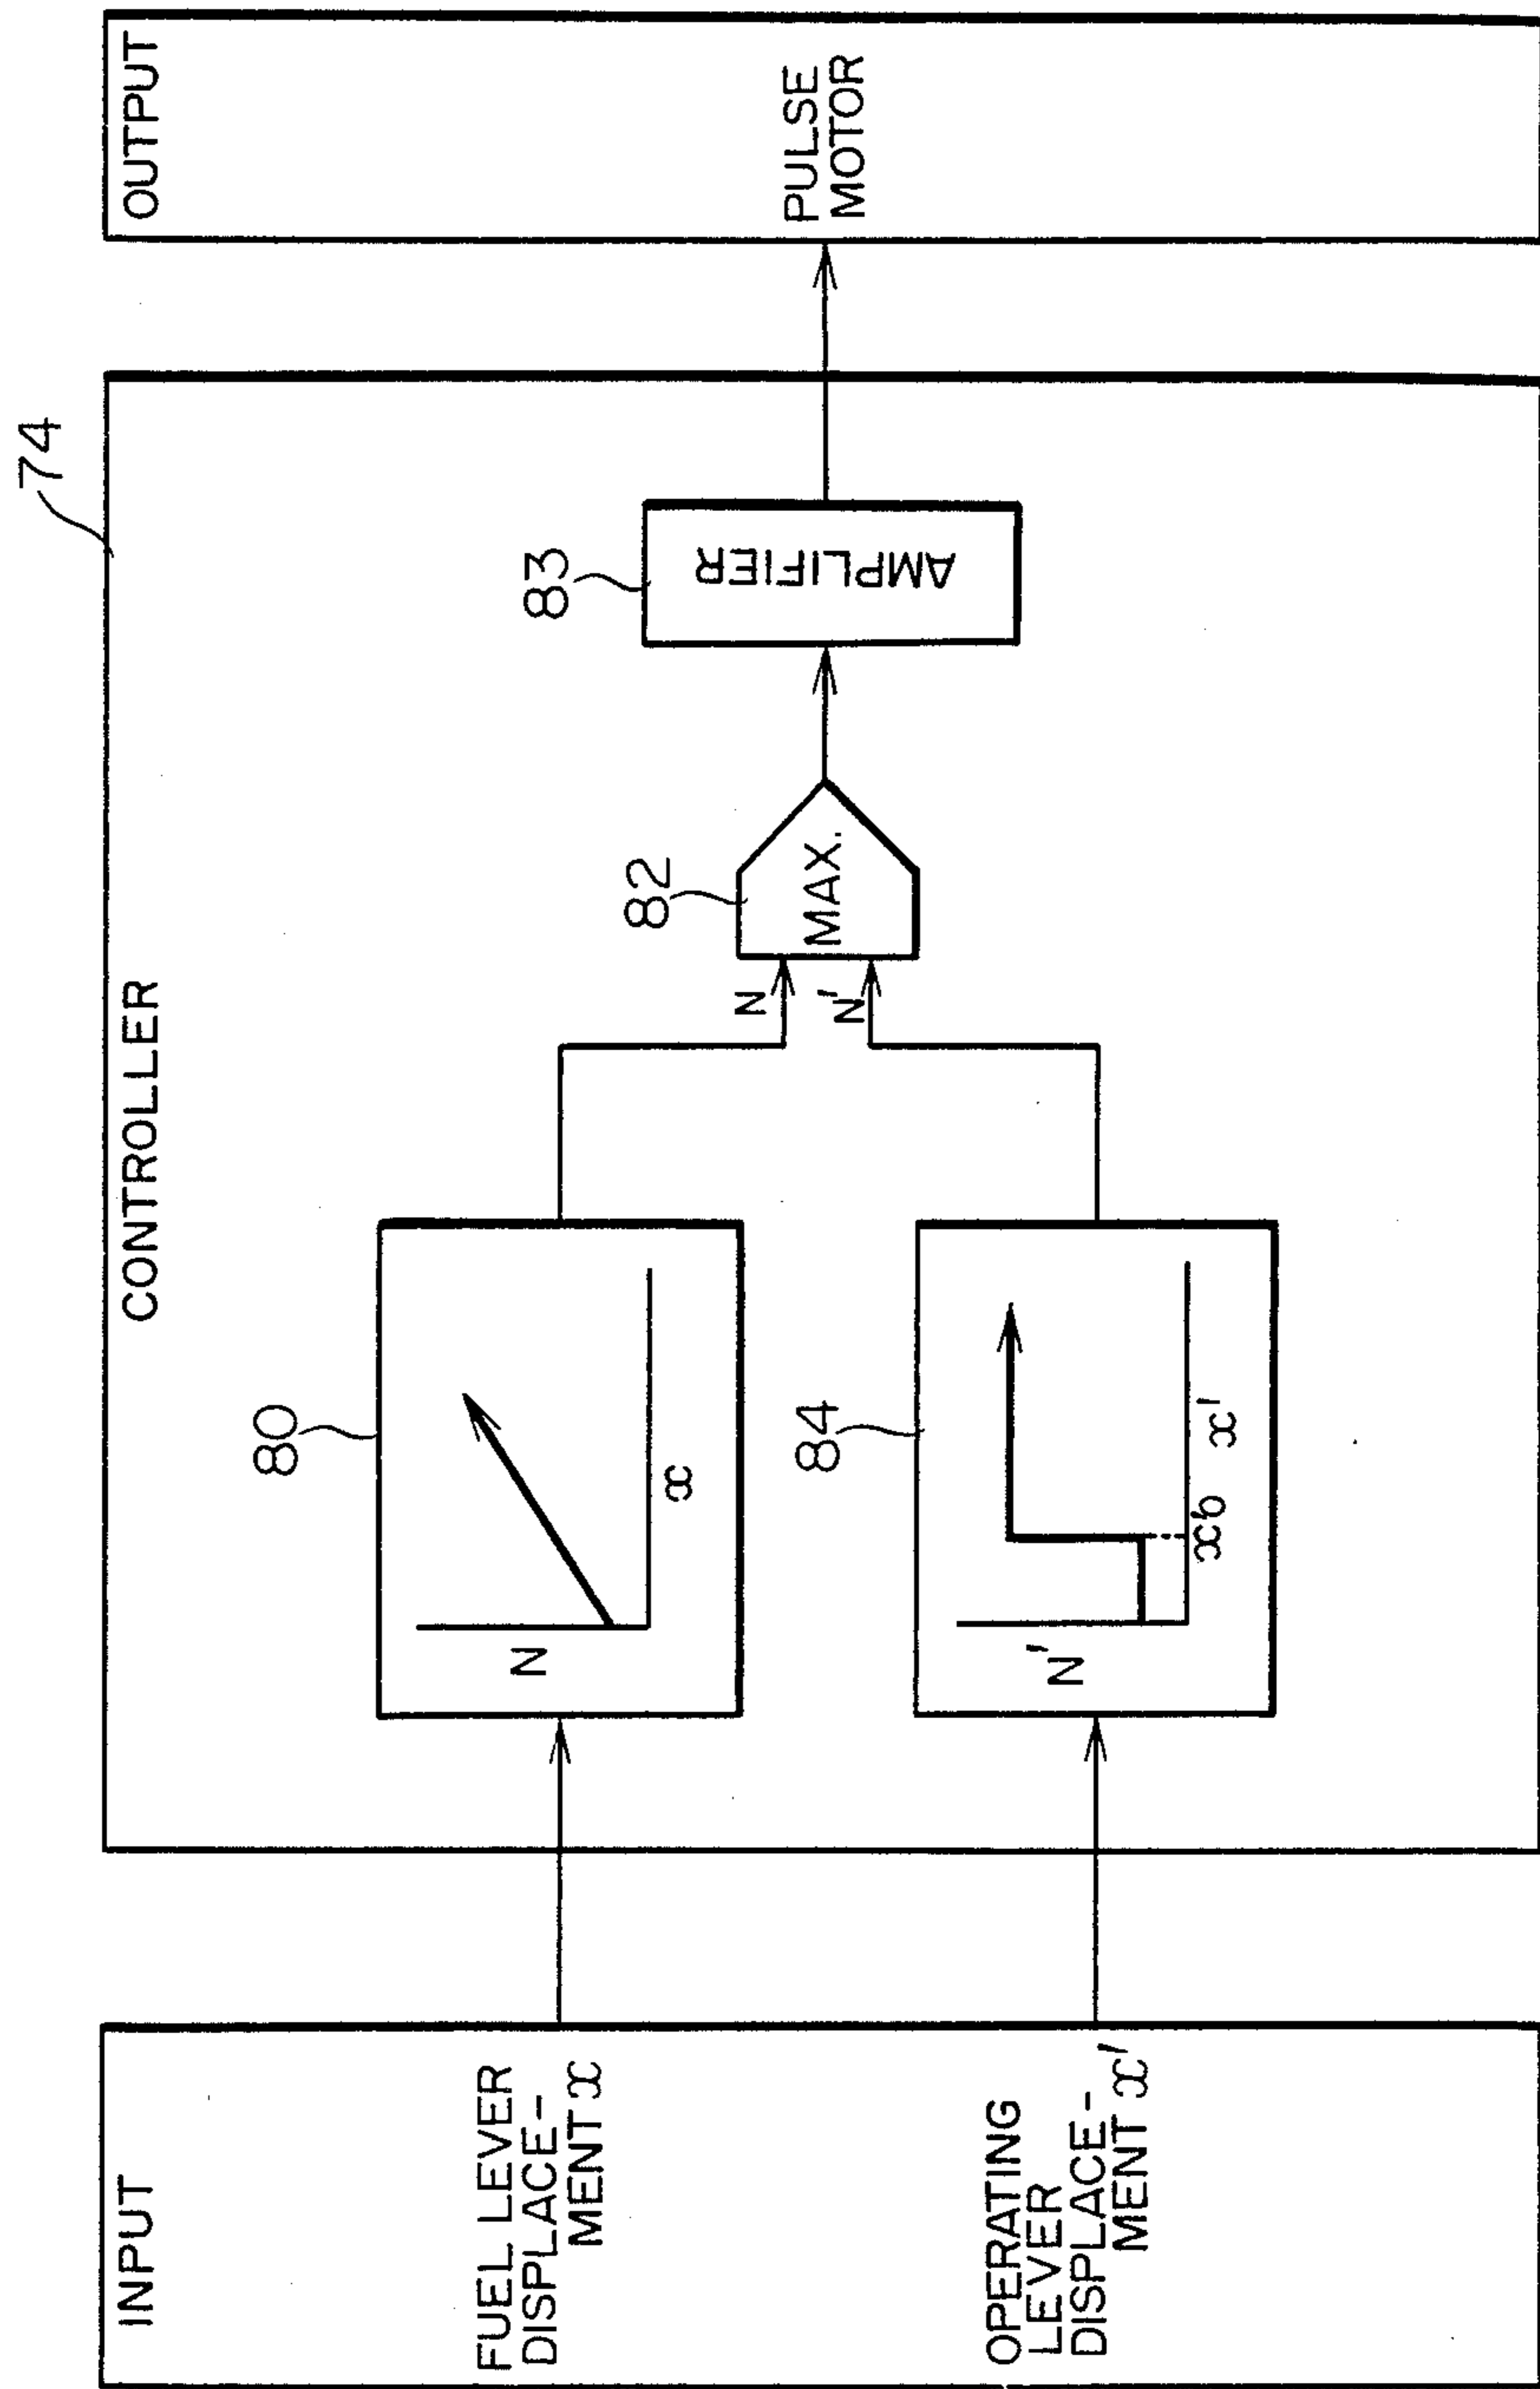 INPUT
FUEL LEVER
DISPLACE-
MENT x
OPERATING
LEVER
DISPLACE-
MENT x'
CONTROLLER
74
80
N
x
84
N'
x'o
x'
N
N'
82
MAX.
83
AMPLIFIER
OUTPUT
PULSE
MOTOR